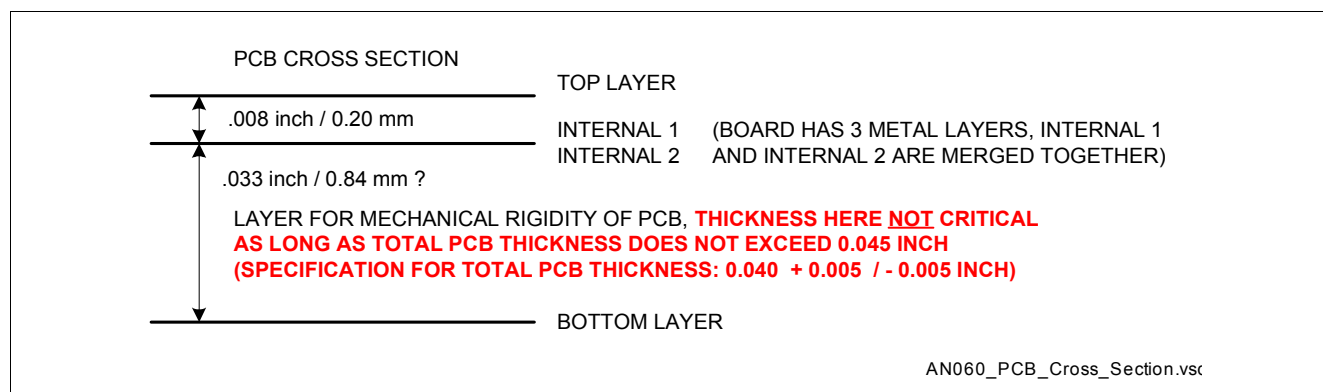 PCB CROSS SECTION
TOP LAYER
.008 inch / 0.20 mm
INTERNAL 1 (BOARD HAS 3 METAL LAYERS, INTERNAL 1
INTERNAL 2 AND INTERNAL 2 ARE MERGED TOGETHER)
.033 inch / 0.84 mm ?
LAYER FOR MECHANICAL RIGIDITY OF PCB, THICKNESS HERE NOT CRITICAL
AS LONG AS TOTAL PCB THICKNESS DOES NOT EXCEED 0.045 INCH
(SPECIFICATION FOR TOTAL PCB THICKNESS: 0.040 + 0.005 / - 0.005 INCH)
BOTTOM LAYER
AN060_PCB_Cross_Section.vsd